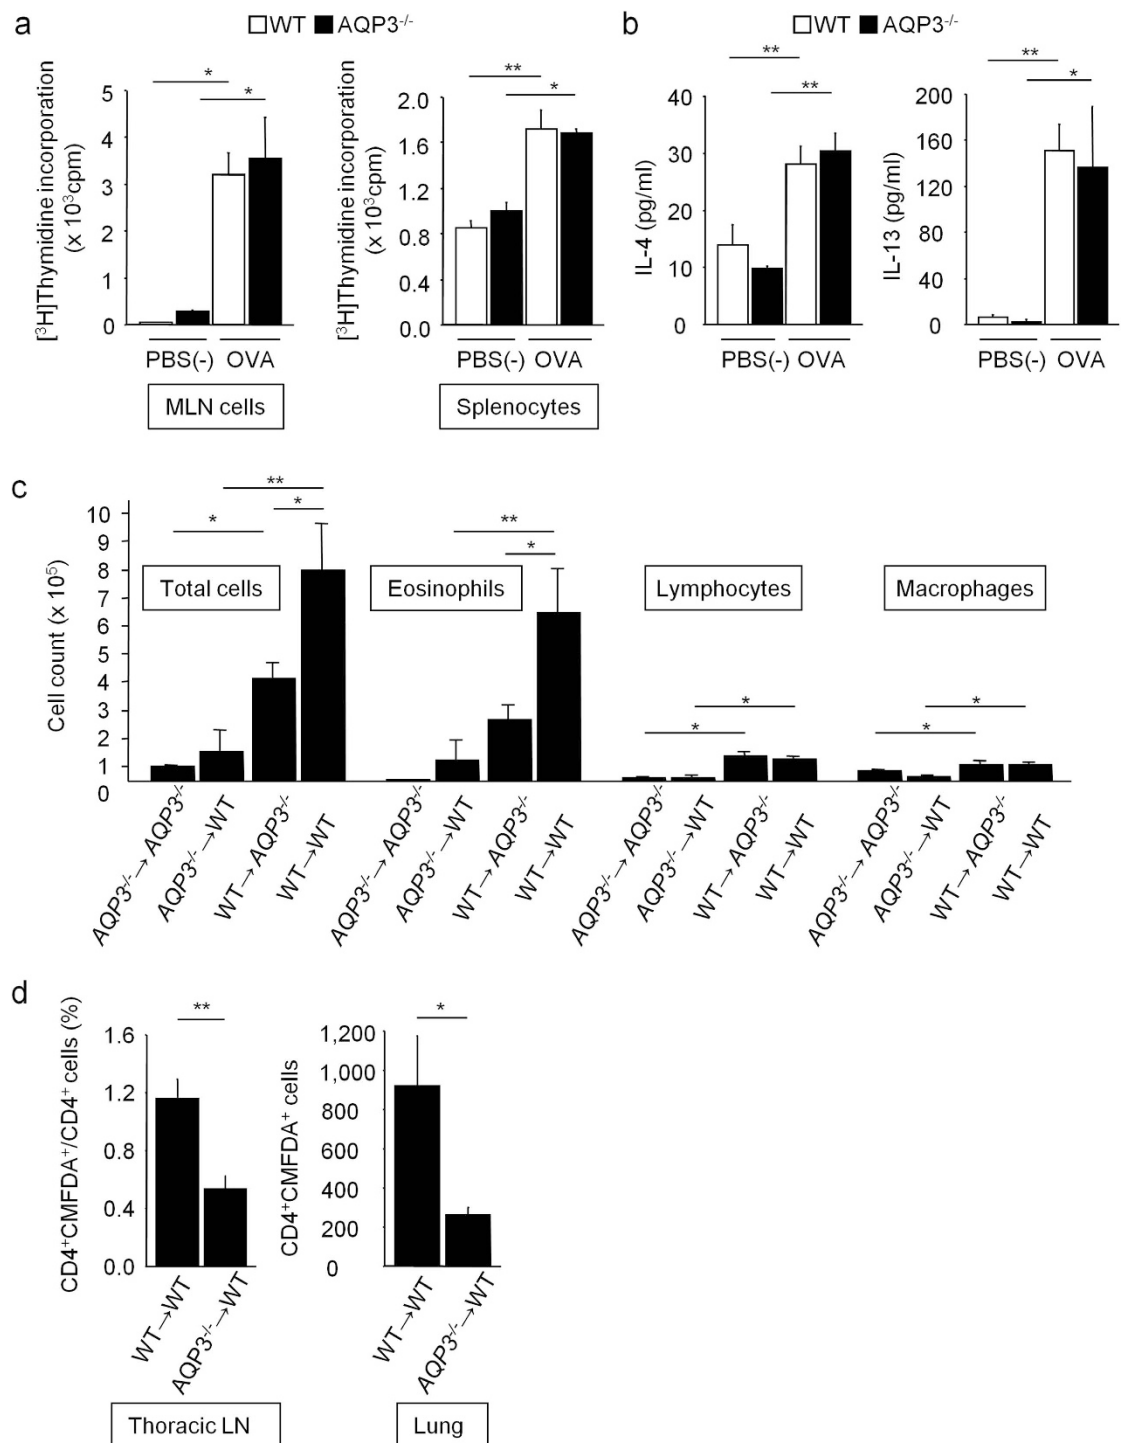 a
WT AQP3-/-
[3H]Thymidine incorporation
(x 10³cpm)
5
4
3
2
1
0
*
*
PBS(-) OVA
MLN cells
[3H]Thymidine incorporation
(x 10³cpm)
2.0
1.6
1.2
0.8
0.4
0.0
**
*
PBS(-) OVA
Splenocytes
b
WT AQP3-/-
IL-4 (pg/ml)
40
30
20
10
0
**
**
PBS(-) OVA
IL-13 (pg/ml)
200
160
120
80
40
0
**
*
PBS(-) OVA
c
Cell count (x 10⁵)
10
9
8
7
6
5
4
3
2
1
0
**
*
*
Total cells
**
*
Eosinophils
*
*
Lymphocytes
*
*
Macrophages
AQP3-/-→AQP3-/-
AQP3-/-→WT
WT→AQP3-/-
WT→WT
AQP3-/-→AQP3-/-
AQP3-/-→WT
WT→AQP3-/-
WT→WT
AQP3-/-→AQP3-/-
AQP3-/-→WT
WT→AQP3-/-
WT→WT
AQP3-/-→AQP3-/-
AQP3-/-→WT
WT→AQP3-/-
WT→WT
d
CD4+CMFDA+/CD4+ cells (%)
1.6
1.2
0.8
0.4
0.0
**
WT→WT
AQP3-/-→WT
Thoracic LN
CD4+CMFDA+ cells
1,200
1,000
800
600
400
200
0
*
WT→WT
AQP3-/-→WT
Lung